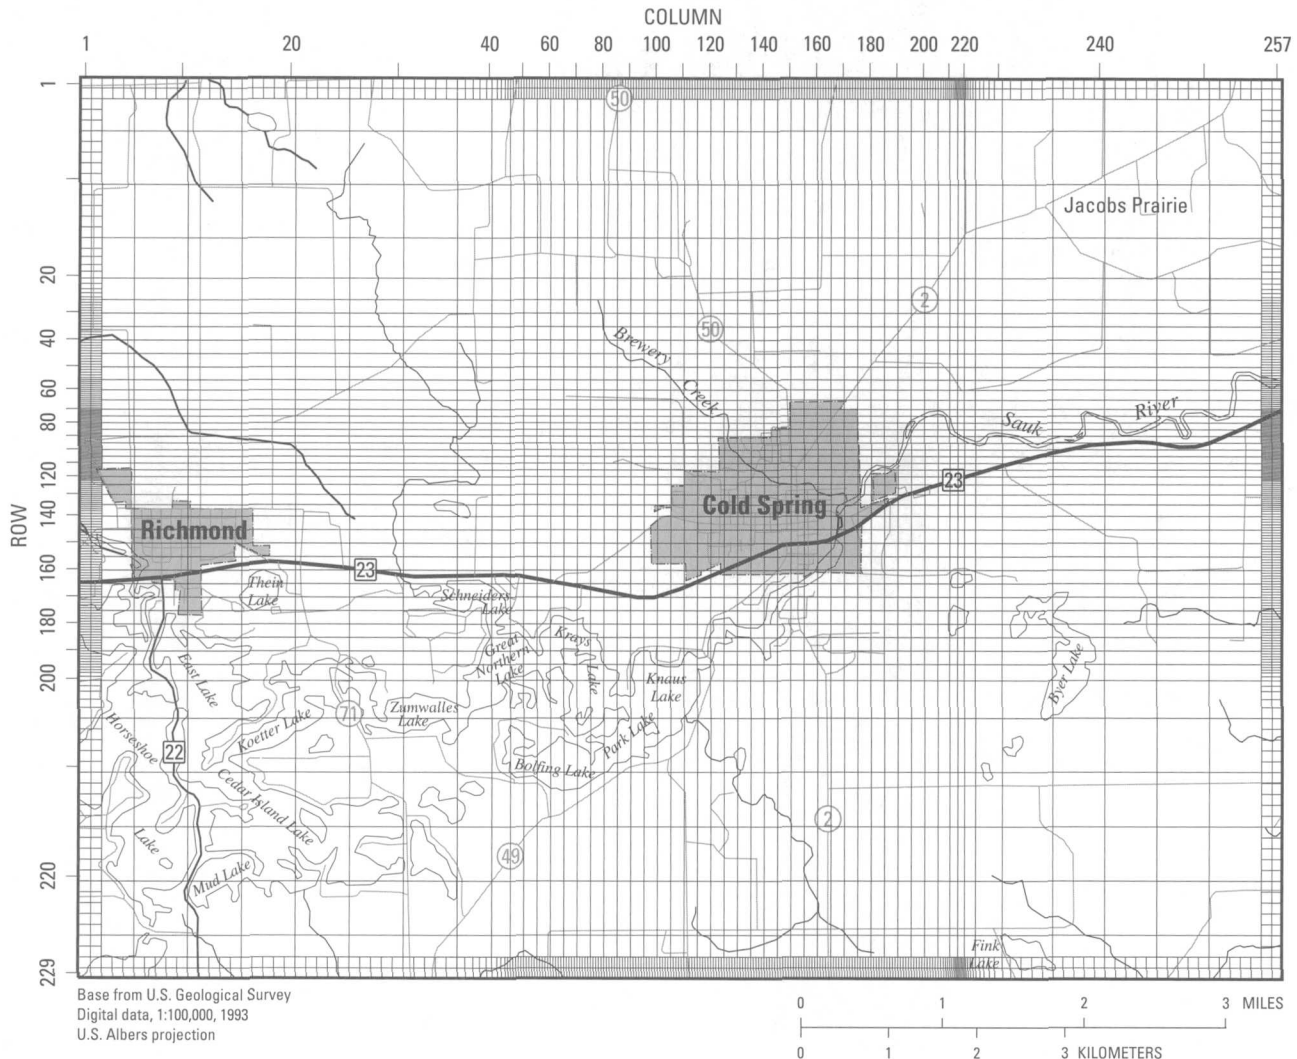 COLUMN
1 20 40 60 80 100 120 140 160 180 200 220 240 257
ROW
1
20
40
60
80
120
140
160
180
200
220
229
50
Jacobs Prairie
2
50
Brewery
Creek
Sauk
River
23
Cold Spring
Richmond
23
Thein
Lake
Schneiders
Lake
Great
Northern
Lake
Krays
Lake
Knaus
Lake
Byer Lake
East Lake
71
Zumwalles
Lake
Koetter Lake
Park Lake
Horseshoe
Lake
22
Bolfing Lake
Cedar Island Lake
2
49
Mud Lake
Fink
Lake
Base from U.S. Geological Survey
Digital data, 1:100,000, 1993
U.S. Albers projection
0 1 2 3 MILES
0 1 2 3 KILOMETERS